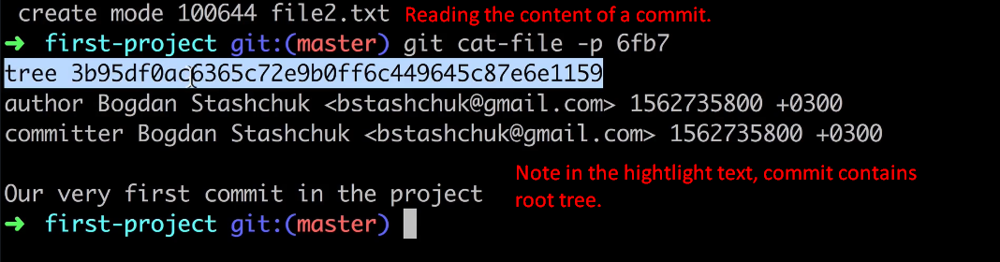 create mode 100644 file2.txt Reading the content of a commit.
➜ first-project git:(master) git cat-file -p 6fb7
tree 3b95df0ac6365c72e9b0ff6c449645c87e6e1159
author Bogdan Stashchuk <bstashchuk@gmail.com> 1562735800 +0300
committer Bogdan Stashchuk <bstashchuk@gmail.com> 1562735800 +0300
Note in the hightlight text, commit contains
root tree.
Our very first commit in the project
➜ first-project git:(master)